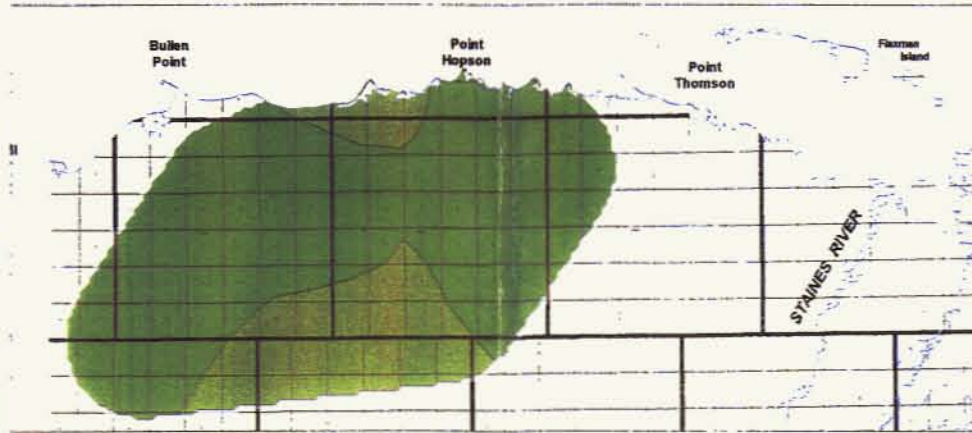 Bullen
Point
Point
Hopson
Point
Thomson
Flaxman
Island
STAINES RIVER